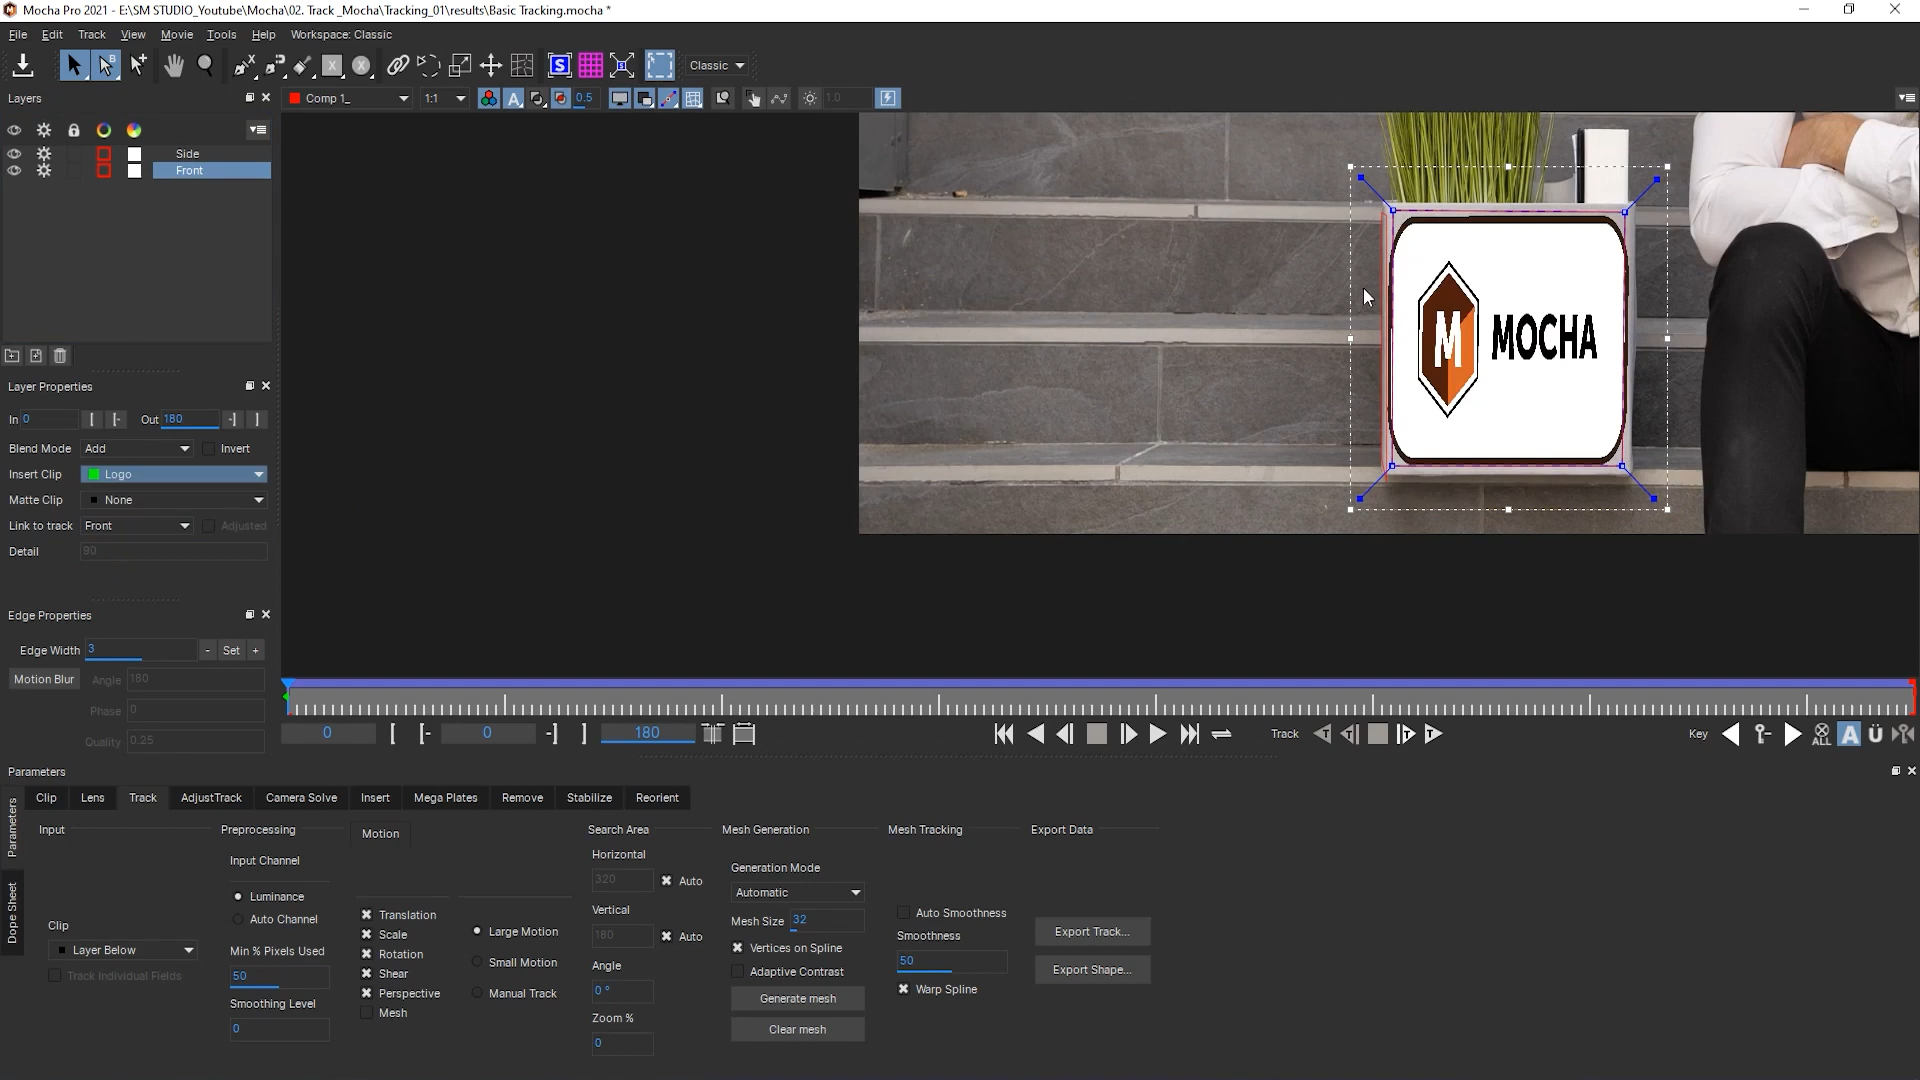 Mocha Pro 2021 - E:\SM STUDIO_Youtube\Mocha\02. Track _Mocha\Tracking_01\results\Basic Tracking.mocha *
File Edit Track View Movie Tools Help Workspace: Classic
Classic
Layers
Comp 1_ 1:1 A 0.5 1.0
Side
Front
M MOCHA
Layer Properties
In 0 Out 180
Blend Mode Add Invert
Insert Clip Logo
Matte Clip None
Link to track Front Adjusted
Detail 90
Edge Properties
Edge Width 3 - Set +
Motion Blur Angle 180
Phase 0
Quality 0.25
0 [ [- 0 -] ] 180 Track Key ALL A Ü
Parameters
Clip Lens Track AdjustTrack Camera Solve Insert Mega Plates Remove Stabilize Reorient
Parameters
Dope Sheet
Input
Clip
Layer Below
Track Individual Fields
Preprocessing
Input Channel
Luminance
Auto Channel
Min % Pixels Used
50
Smoothing Level
0
Motion
Translation
Scale
Rotation
Shear
Perspective
Mesh
Large Motion
Small Motion
Manual Track
Search Area
Horizontal
320 Auto
Vertical
180 Auto
Angle
0 °
Zoom %
0
Mesh Generation
Generation Mode
Automatic
Mesh Size 32
Vertices on Spline
Adaptive Contrast
Generate mesh
Clear mesh
Mesh Tracking
Auto Smoothness
Smoothness
50
Warp Spline
Export Data
Export Track...
Export Shape...